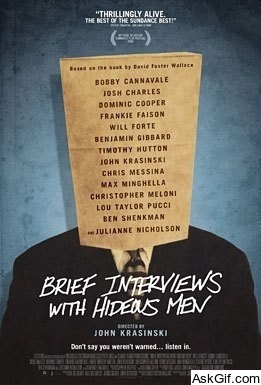 "THRILLINGLY ALIVE.
THE BEST OF THE SUNDANCE BEST!"
Based on the book by David Foster Wallace
BOBBY CANNAVALE
JOSH CHARLES
DOMINIC COOPER
FRANKIE FAISON
WILL FORTE
BENJAMIN GIBBARD
TIMOTHY HUTTON
JOHN KRASINSKI
CHRIS MESSINA
MAX MINGHELLA
CHRISTOPHER MELONI
LOU TAYLOR PUCCI
BEN SHENKMAN
AND JULIANNE NICHOLSON
BRIEF INTERVIEWS
WITH HIDEOUS MEN
DIRECTED BY
JOHN KRASINSKI
Don't say you weren't warned... listen in.
AskGif.com